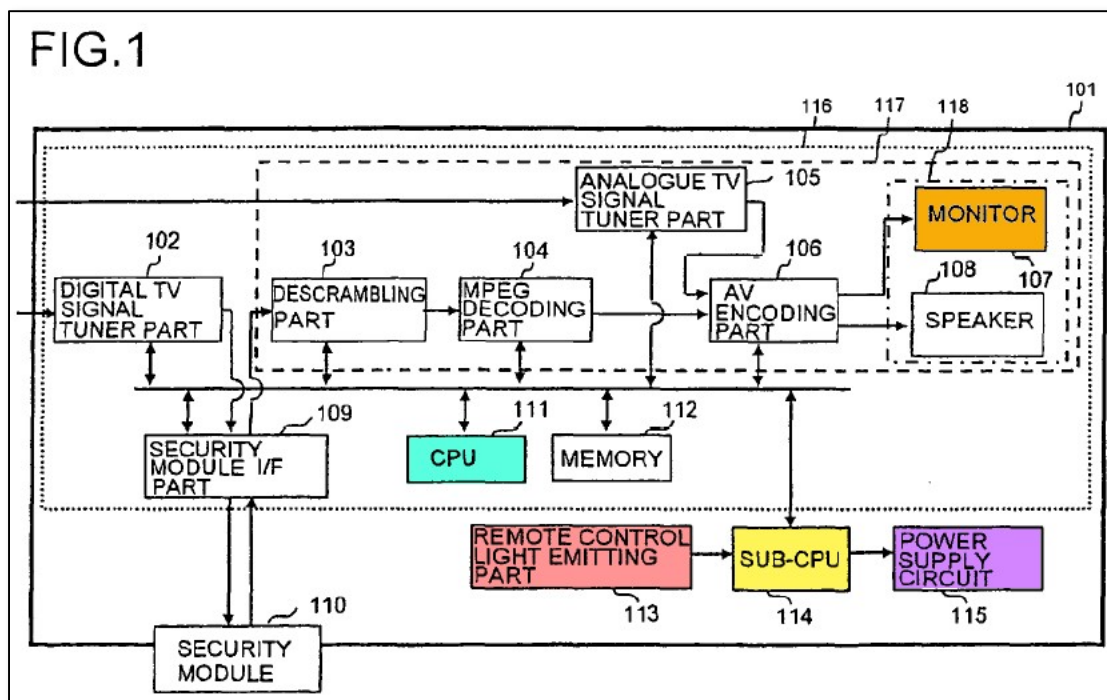 FIG.1
101
116
117
118
ANALOGUE TV
SIGNAL
TUNER PART
105
MONITOR
107
102
DIGITAL TV
SIGNAL
TUNER PART
103
DESCRAMBLING
PART
104
MPEG
DECODING
PART
106
AV
ENCODING
PART
108
SPEAKER
109
SECURITY
MODULE I/F
PART
111
CPU
112
MEMORY
REMOTE CONTROL
LIGHT EMITTING
PART
113
SUB-CPU
114
POWER
SUPPLY
CIRCUIT
115
110
SECURITY
MODULE